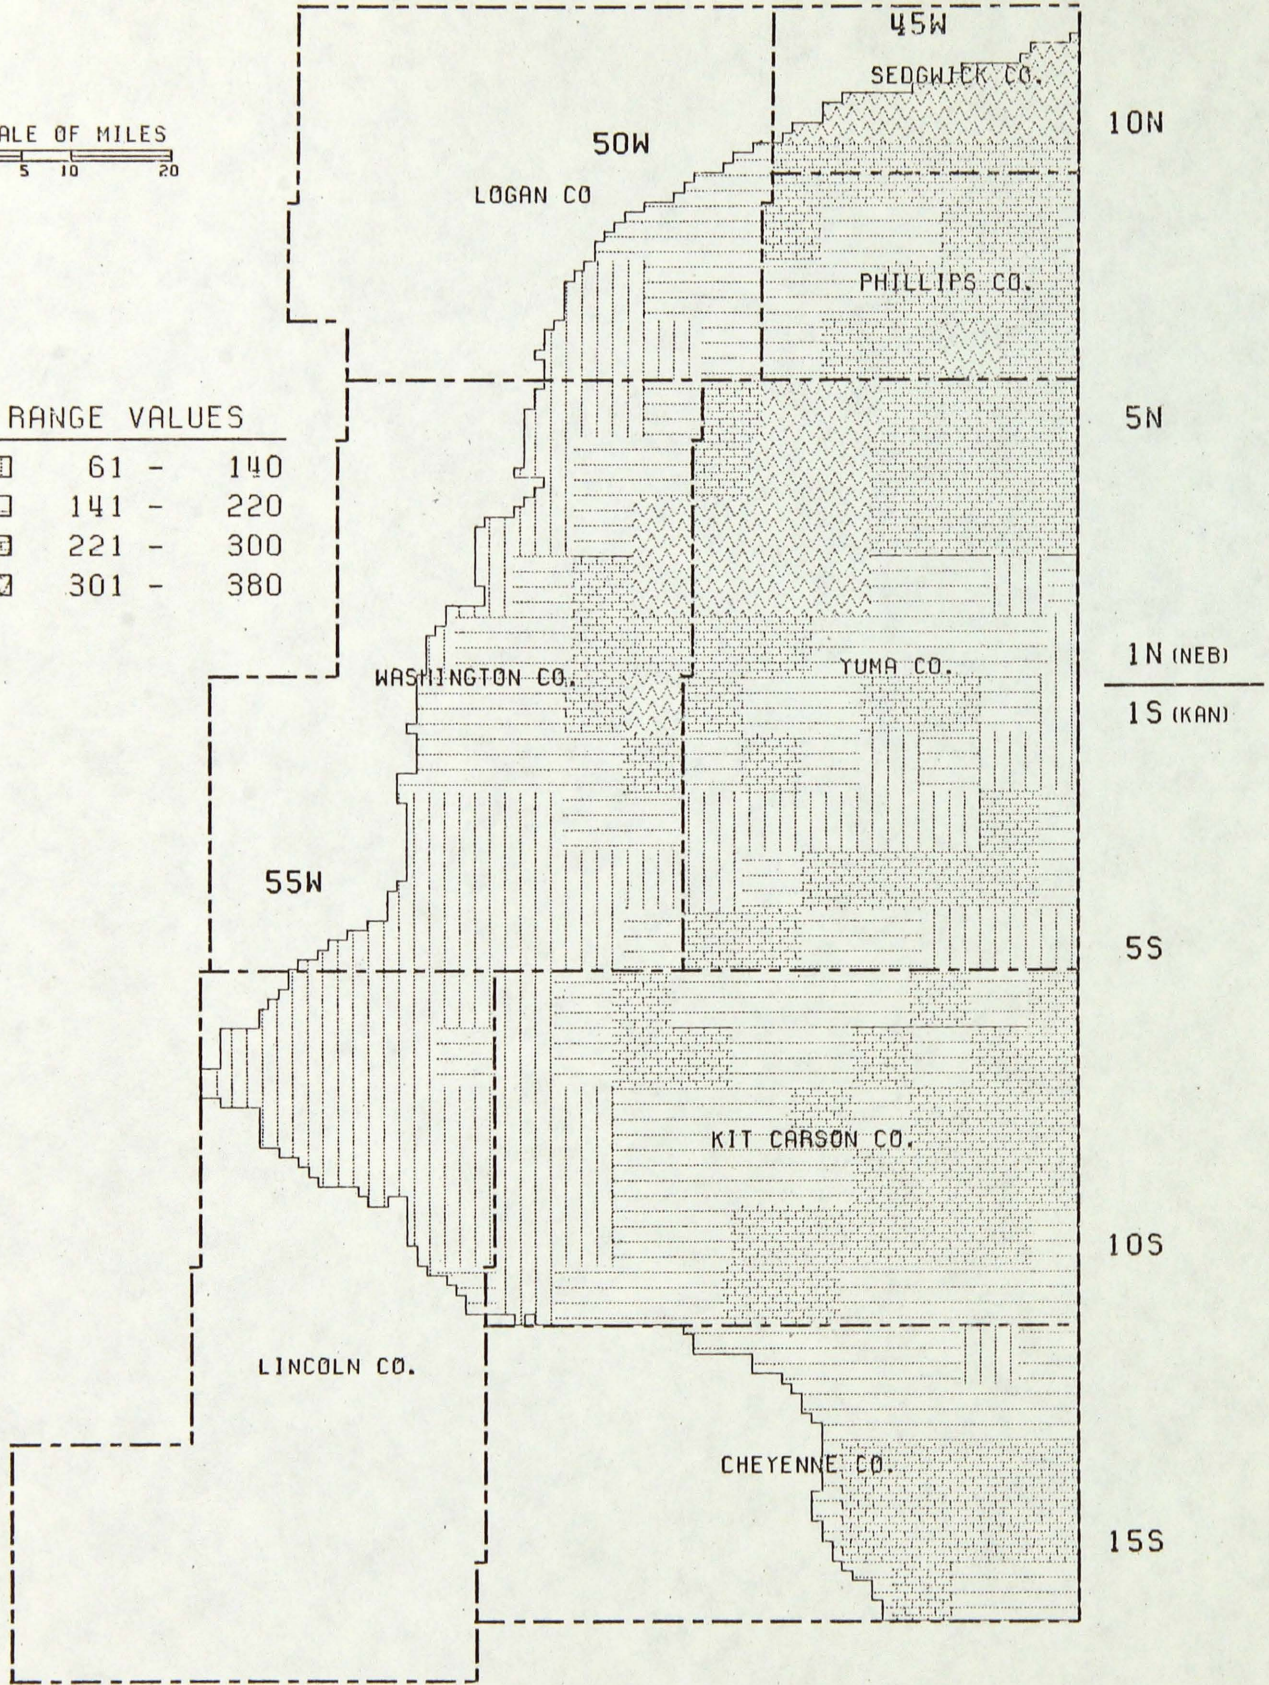 45W
SEDGWICK CO.
10N
ALE OF MILES
5 10 20
50W
LOGAN CO
PHILLIPS CO.
RANGE VALUES
5N
61 - 140
141 - 220
221 - 300
301 - 380
1N (NEB)
YUMA CO.
WASHINGTON CO.
1S (KAN)
55W
5S
KIT CARSON CO.
10S
LINCOLN CO.
CHEYENNE CO.
15S